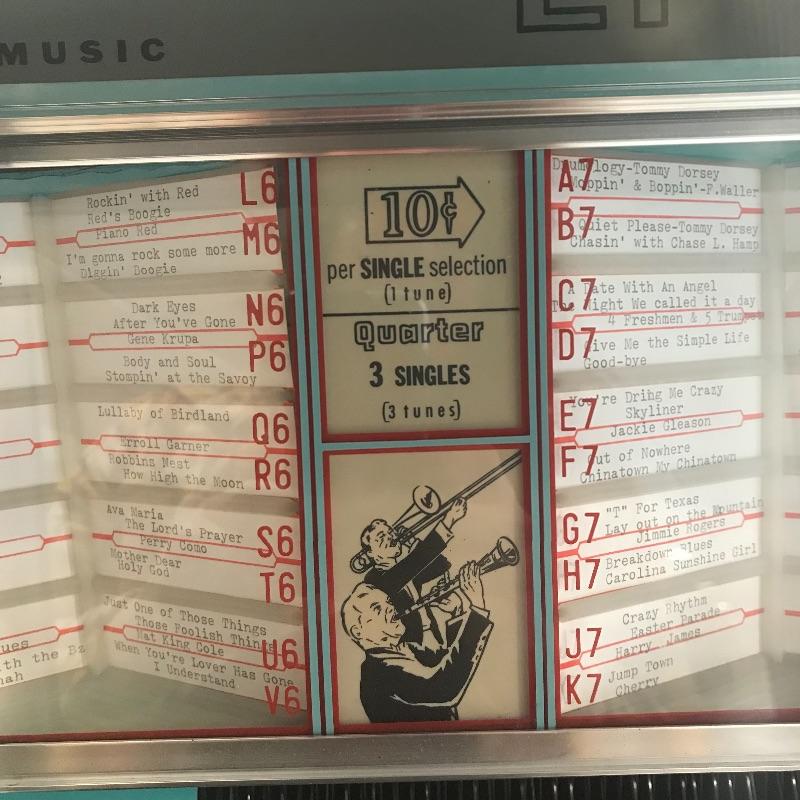 MUSIC
L6
Rockin' with Red
Red's Boogie
Piano Red
M6
I'm gonna rock some more
Diggin' Boogie
N6
Dark Eyes
After You've Gone
Gene Krupa
P6
Body and Soul
Stompin' at the Savoy
Q6
Lullaby of Birdland
Erroll Garner
R6
Robbins Nest
How High the Moon
S6
Ava Maria
The Lord's Prayer
Perry Como
T6
Mother Dear
Holy God
U6
Just One of Those Things
Those Foolish Things
Nat King Cole
V6
When You're Lover Has Gone
I Understand
with the
10¢
per SINGLE selection
(1 tune)
Quarter
3 SINGLES
(3 tunes)
A7
Drumology-Tommy Dorsey
Moppin' & Boppin'-F.Waller
B7
Quiet Please-Tommy Dorsey
Chasin' with Chase L. Hamp
C7
A Date With An Angel
The Night We called it a day
4 Freshmen & 5 Trumpets
D7
Give Me the Simple Life
Good-bye
E7
You're Dring Me Crazy
Skyliner
Jackie Gleason
F7
Out of Nowhere
Chinatown My Chinatown
G7
"T" For Texas
Lay out on the Mountain
Jimmie Rogers
H7
Breakdown Blues
Carolina Sunshine Girl
J7
Crazy Rhythm
Easter Parade
Harry James
K7
Jump Town
Cherry